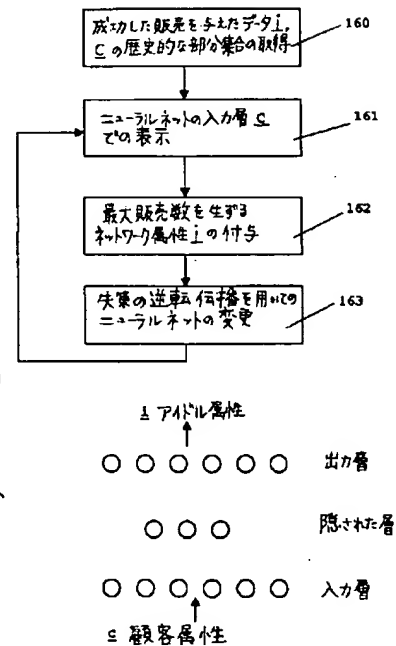 成功した販売を与えたデータi,
cの歴史的な部分集合の取得
160
ニューラルネットの入力層c
での表示
161
最大販売数を生ずる
ネットワーク属性iの付与
162
失策の逆転伝播を用いての
ニューラルネットの変更
163
i アイドル属性
出力層
隠された層
入力層
c 顧客属性